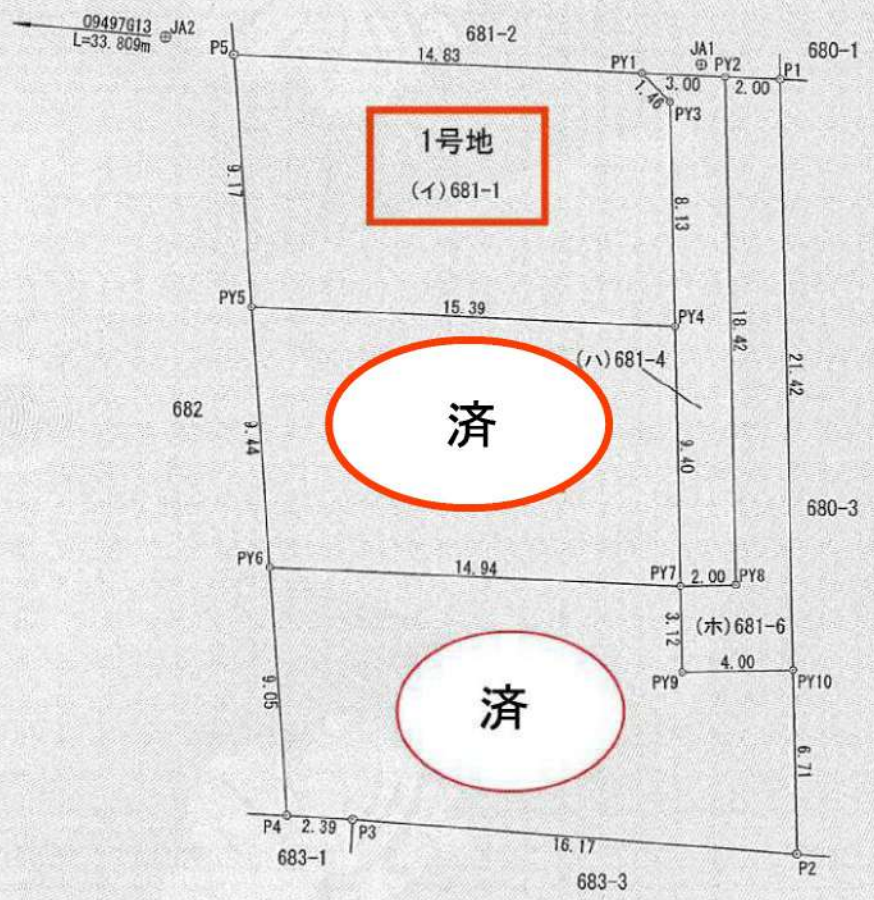 09497G13
L=33.809m
JA2
P5
681-2
14.83
PY1
JA1
PY2
P1
680-1
3.00
2.00
1.46
PY3
1号地
(イ)681-1
9.17
8.13
PY5
15.39
PY4
18.42
(ハ)681-4
21.42
682
済
9.44
9.40
680-3
PY6
14.94
PY7
2.00
PY8
3.12
(ホ)681-6
4.00
PY9
PY10
9.05
済
6.71
P4
2.39
P3
16.17
P2
683-1
683-3